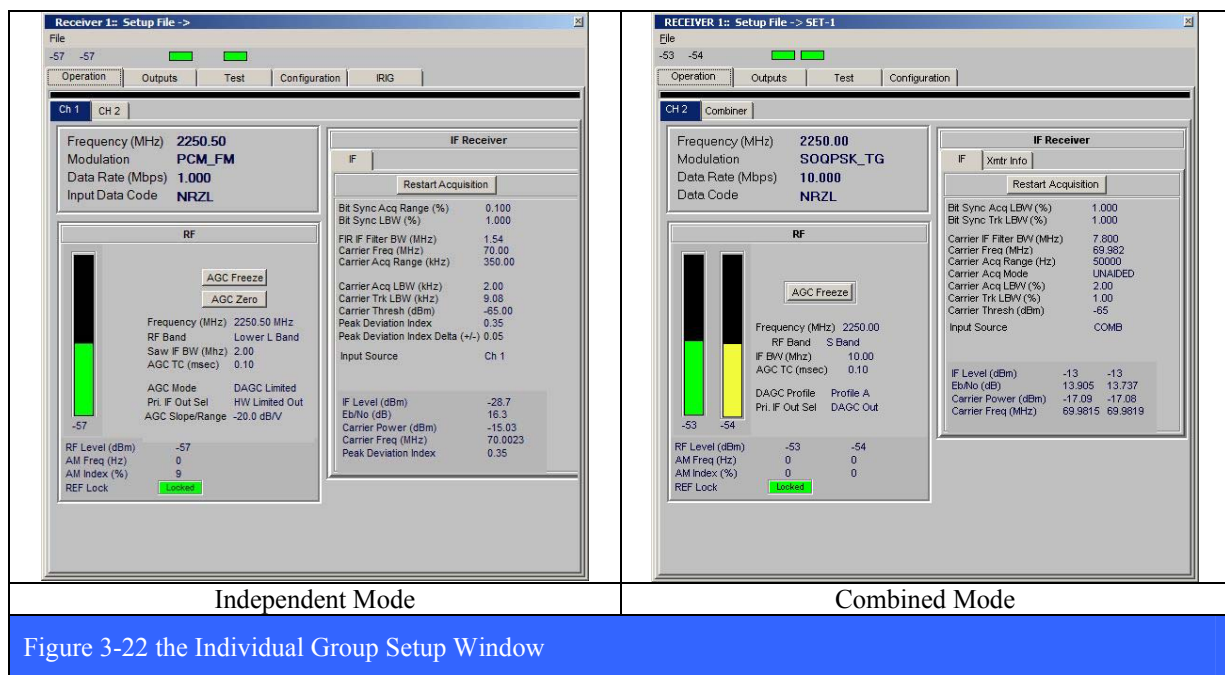 Receiver 1:: Setup File ->
File
-57 -57
Operation Outputs Test Configuration IRIG
Ch 1 CH 2
Frequency (MHz) 2250.50
Modulation PCM_FM
Data Rate (Mbps) 1.000
Input Data Code NRZL
RF
AGC Freeze
AGC Zero
Frequency (MHz) 2250.50 MHz
RF Band Lower L Band
Saw IF BW (Mhz) 2.00
AGC TC (msec) 0.10
AGC Mode DAGC Limited
Pri. IF Out Sel HW Limited Out
AGC Slope/Range -20.0 dB/V
-57
RF Level (dBm) -57
AM Freq (Hz) 0
AM Index (%) 9
REF Lock Locked
IF Receiver
IF
Restart Acquisition
Bit Sync Acq Range (%) 0.100
Bit Sync LBW (%) 1.000
FIR IF Filter BW (MHz) 1.54
Carrier Freq (MHz) 70.00
Carrier Acq Range (kHz) 350.00
Carrier Acq LBW (kHz) 2.00
Carrier Trk LBW (kHz) 9.08
Carrier Thresh (dBm) -65.00
Peak Deviation Index 0.35
Peak Deviation Index Delta (+/-) 0.05
Input Source Ch 1
IF Level (dBm) -28.7
Eb/No (dB) 16.3
Carrier Power (dBm) -15.03
Carrier Freq (MHz) 70.0023
Peak Deviation Index 0.35
RECEIVER 1:: Setup File -> SET-1
File
-53 -54
Operation Outputs Test Configuration
CH 2 Combiner
Frequency (MHz) 2250.00
Modulation SOQPSK_TG
Data Rate (Mbps) 10.000
Data Code NRZL
RF
AGC Freeze
Frequency (MHz) 2250.00
RF Band S Band
IF BW (Mhz) 10.00
AGC TC (msec) 0.10
DAGC Profile Profile A
Pri. IF Out Sel DAGC Out
-53 -54
RF Level (dBm) -53 -54
AM Freq (Hz) 0 0
AM Index (%) 0 0
REF Lock Locked
IF Receiver
IF Xmtr Info
Restart Acquisition
Bit Sync Acq LBW (%) 1.000
Bit Sync Trk LBW (%) 1.000
Carrier IF Filter BW (MHz) 7.800
Carrier Freq (MHz) 69.982
Carrier Acq Range (Hz) 50000
Carrier Acq Mode UNAIDED
Carrier Acq LBW (%) 2.00
Carrier Trk LBW (%) 1.00
Carrier Thresh (dBm) -65
Input Source COMB
IF Level (dBm) -13 -13
Eb/No (dB) 13.905 13.737
Carrier Power (dBm) -17.09 -17.08
Carrier Freq (MHz) 69.9815 69.9819
Independent Mode
Combined Mode
Figure 3-22 the Individual Group Setup Window